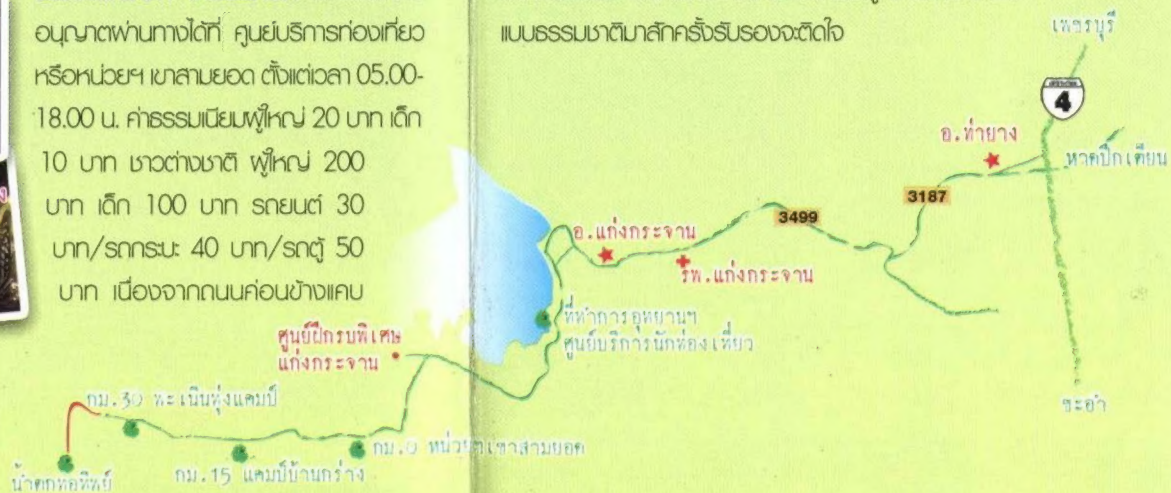 อนุญาตผ่านทางได้ที่ ศูนย์บริการท่องเที่ยว
หรือหน่วยฯ เขาสามยอด ตั้งแต่เวลา 05.00-
18.00 น. ค่าธรรมเนียมผู้ใหญ่ 20 บาท เด็ก
10 บาท ชาวต่างชาติ ผู้ใหญ่ 200
บาท เด็ก 100 บาท รถยนต์ 30
บาท/รถกระบะ 40 บาท/รถตู้ 50
บาท เนื่องจากถนนค่อนข้างแคบ
แบบธรรมชาติมาสักครั้งรับรองจะติดใจ
เพชรบุรี
4
อ.ท่ายาง
หาดปึกเตียน
3187
3499
อ.แก่งกระจาน
รพ.แก่งกระจาน
ที่ทำการอุทยานฯ
ศูนย์บริการนักท่องเที่ยว
ศูนย์ฝึกรบพิเศษ
แก่งกระจาน
ชะอำ
กม.30 พะเนินทุ่งแคมป์
กม.0 หน่วยฯ เขาสามยอด
กม.15 แคมป์บ้านกร่าง
น้ำตกทอทิพย์